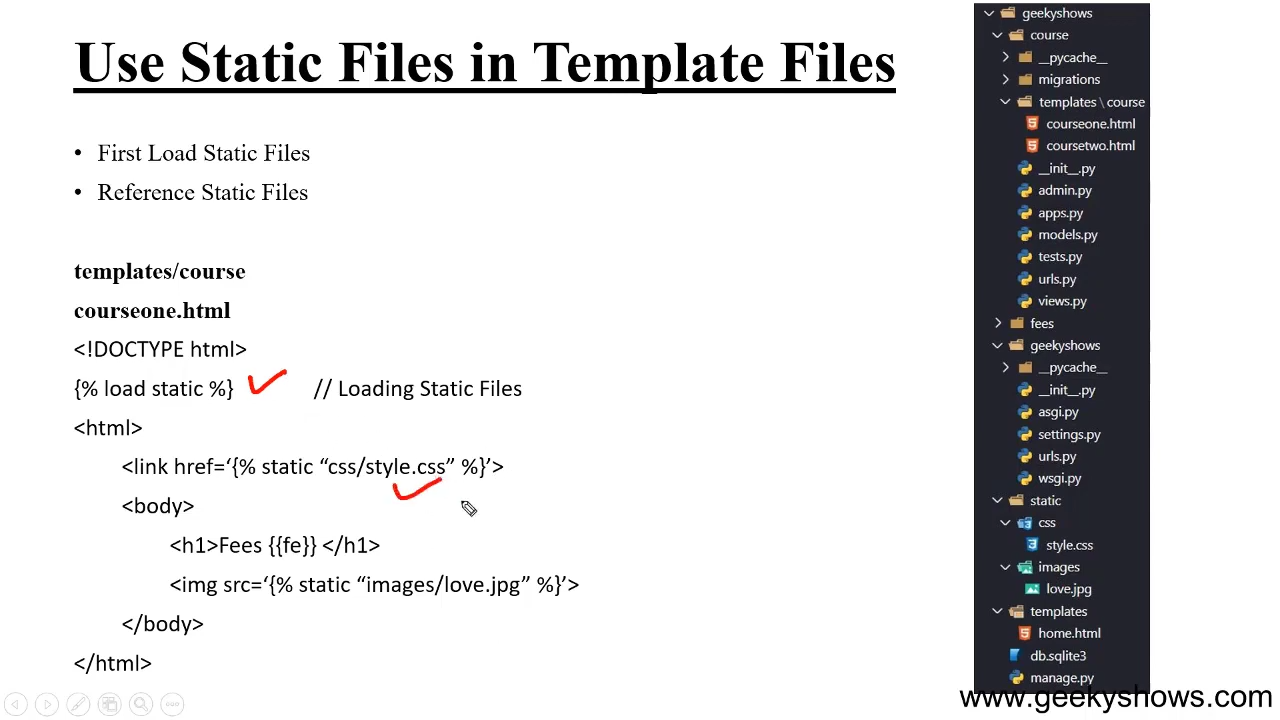 Use Static Files in Template Files
• First Load Static Files
• Reference Static Files
templates/course
courseone.html
<!DOCTYPE html>
{% load static %} // Loading Static Files
<html>
<link href=‘{% static “css/style.css” %}’>
<body>
<h1>Fees {{fe}} </h1>
<img src=‘{% static “images/love.jpg” %}’>
</body>
</html>
geekyshows
course
__pycache__
migrations
templates \ course
courseone.html
coursetwo.html
__init__.py
admin.py
apps.py
models.py
tests.py
urls.py
views.py
fees
geekyshows
__pycache__
__init__.py
asgi.py
settings.py
urls.py
wsgi.py
static
css
style.css
images
love.jpg
templates
home.html
db.sqlite3
manage.py
www.geekyshows.com